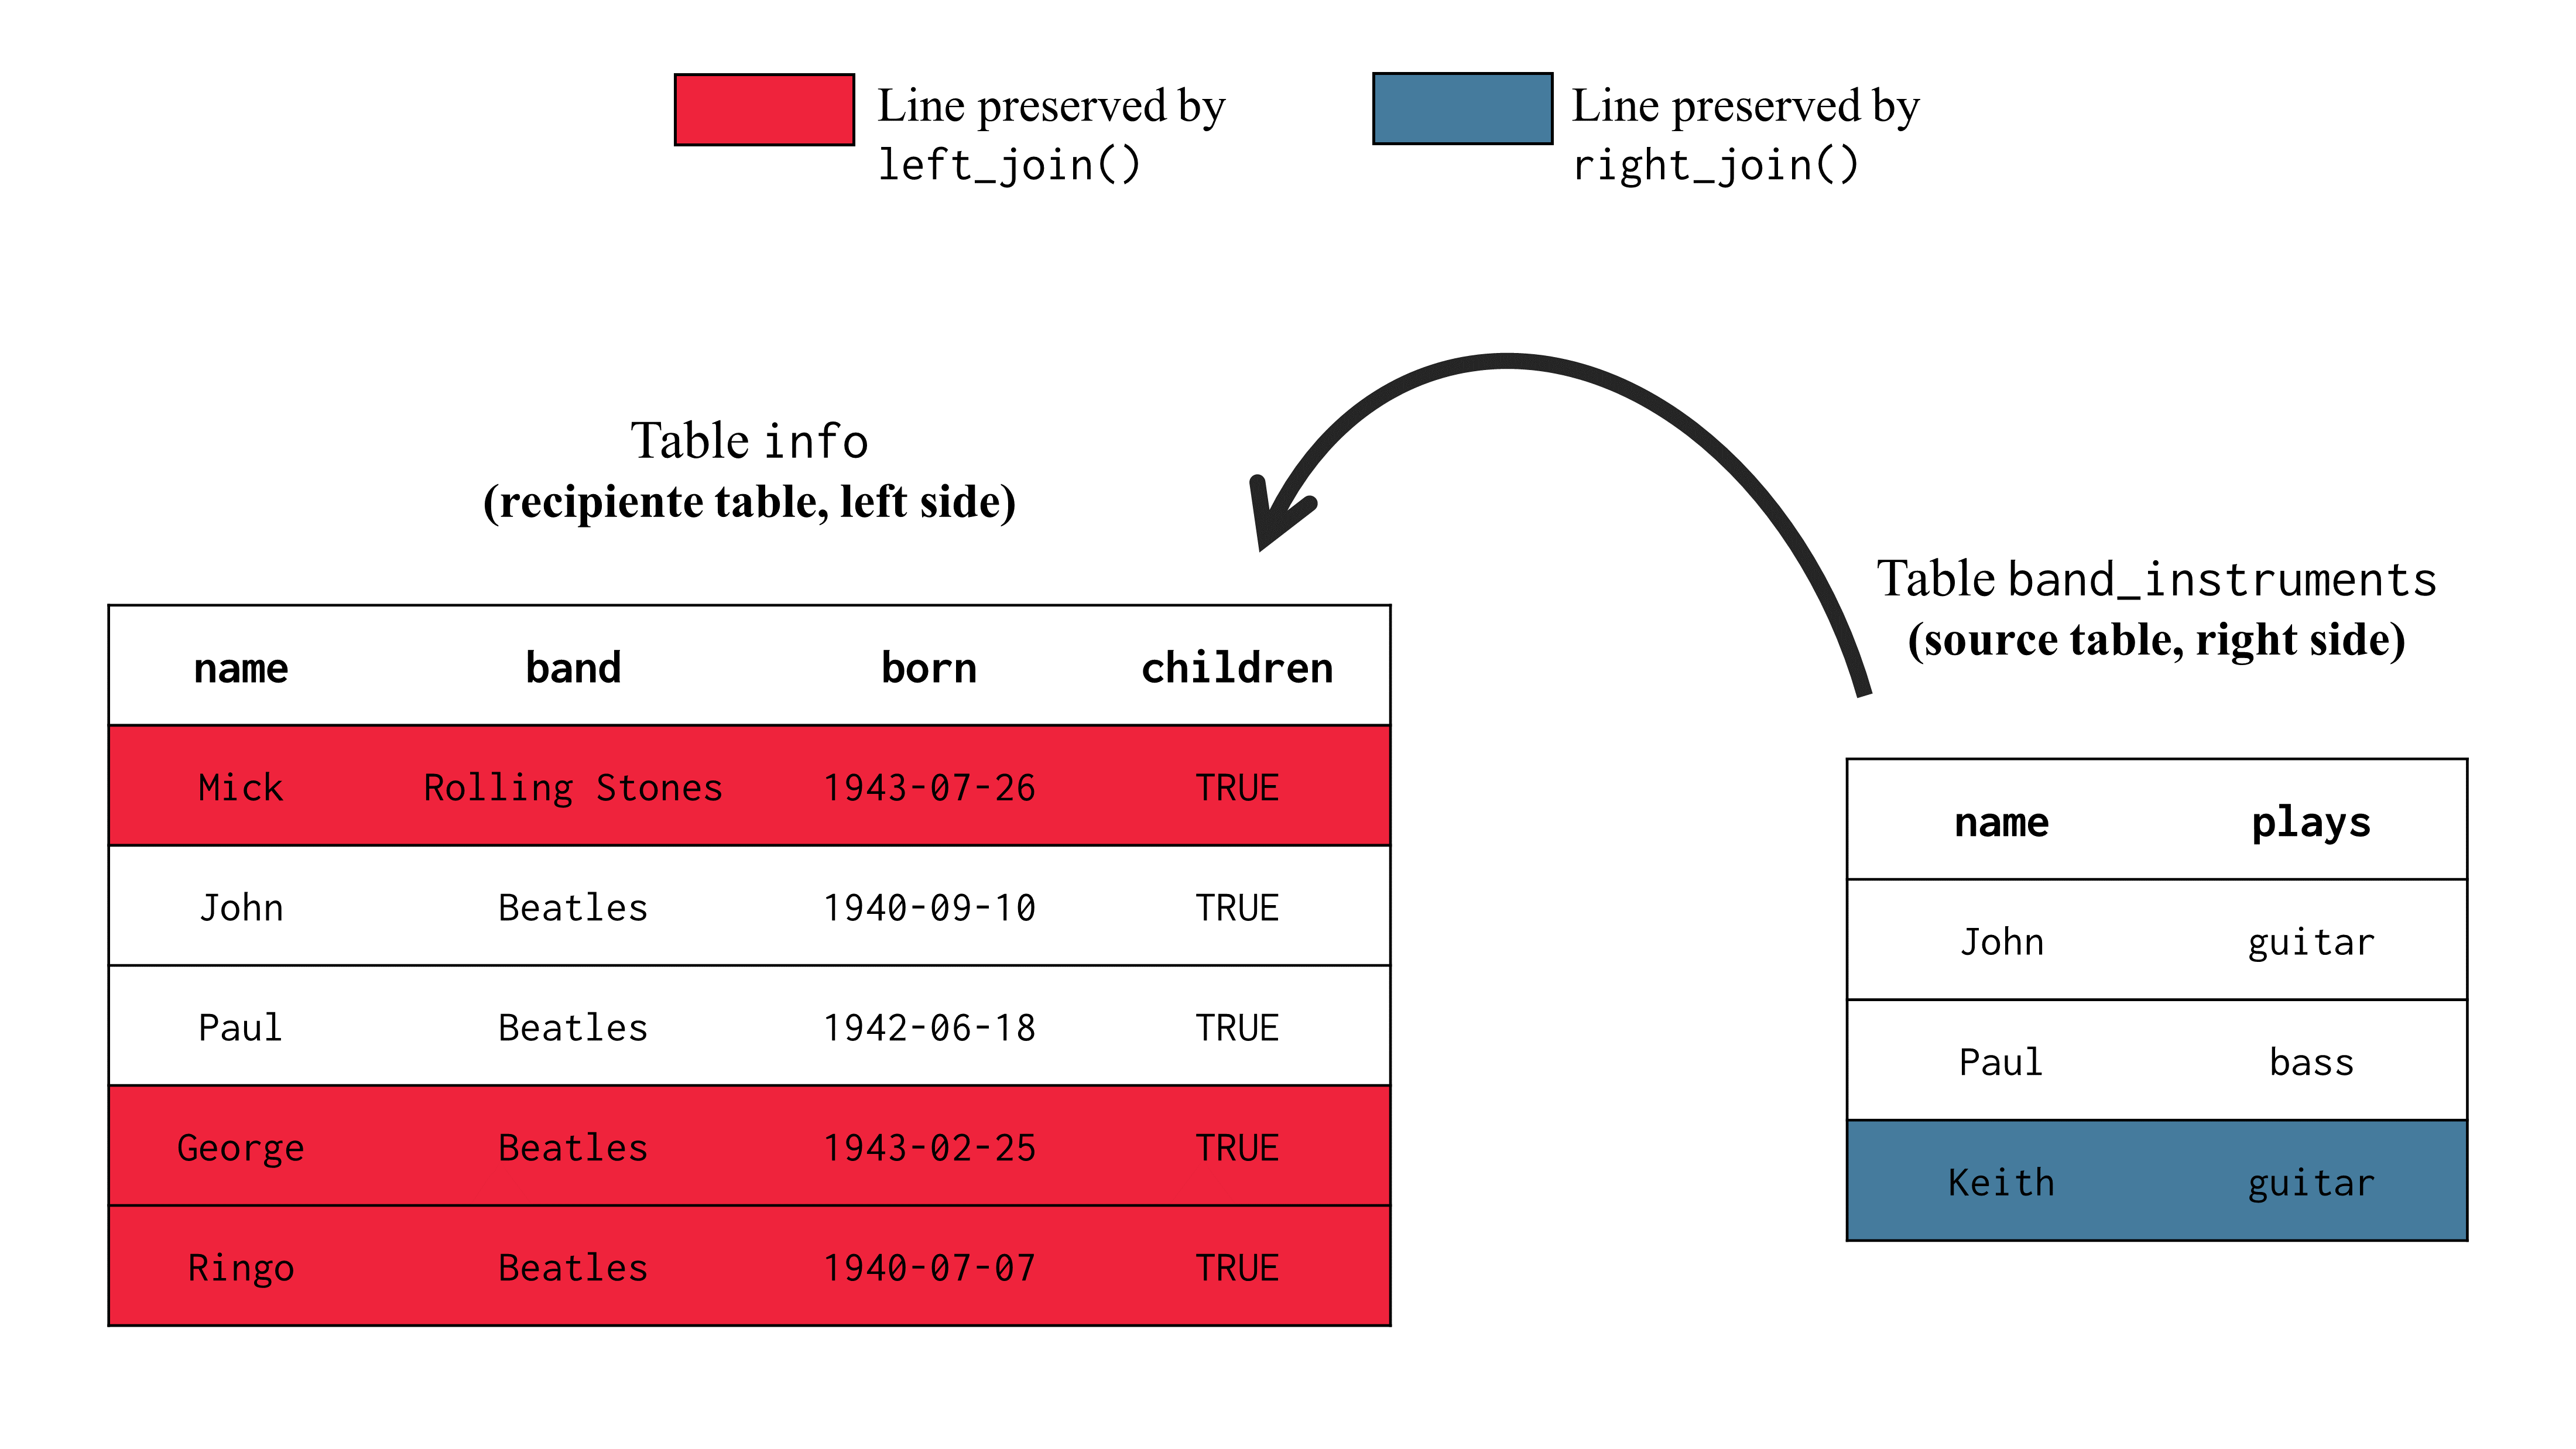 Line preserved by
left_join()
Line preserved by
right_join()
Table info
(recipiente table, left side)
name band born children
Mick Rolling Stones 1943-07-26 TRUE
John Beatles 1940-09-10 TRUE
Paul Beatles 1942-06-18 TRUE
George Beatles 1943-02-25 TRUE
Ringo Beatles 1940-07-07 TRUE
Table band_instruments
(source table, right side)
name plays
John guitar
Paul bass
Keith guitar